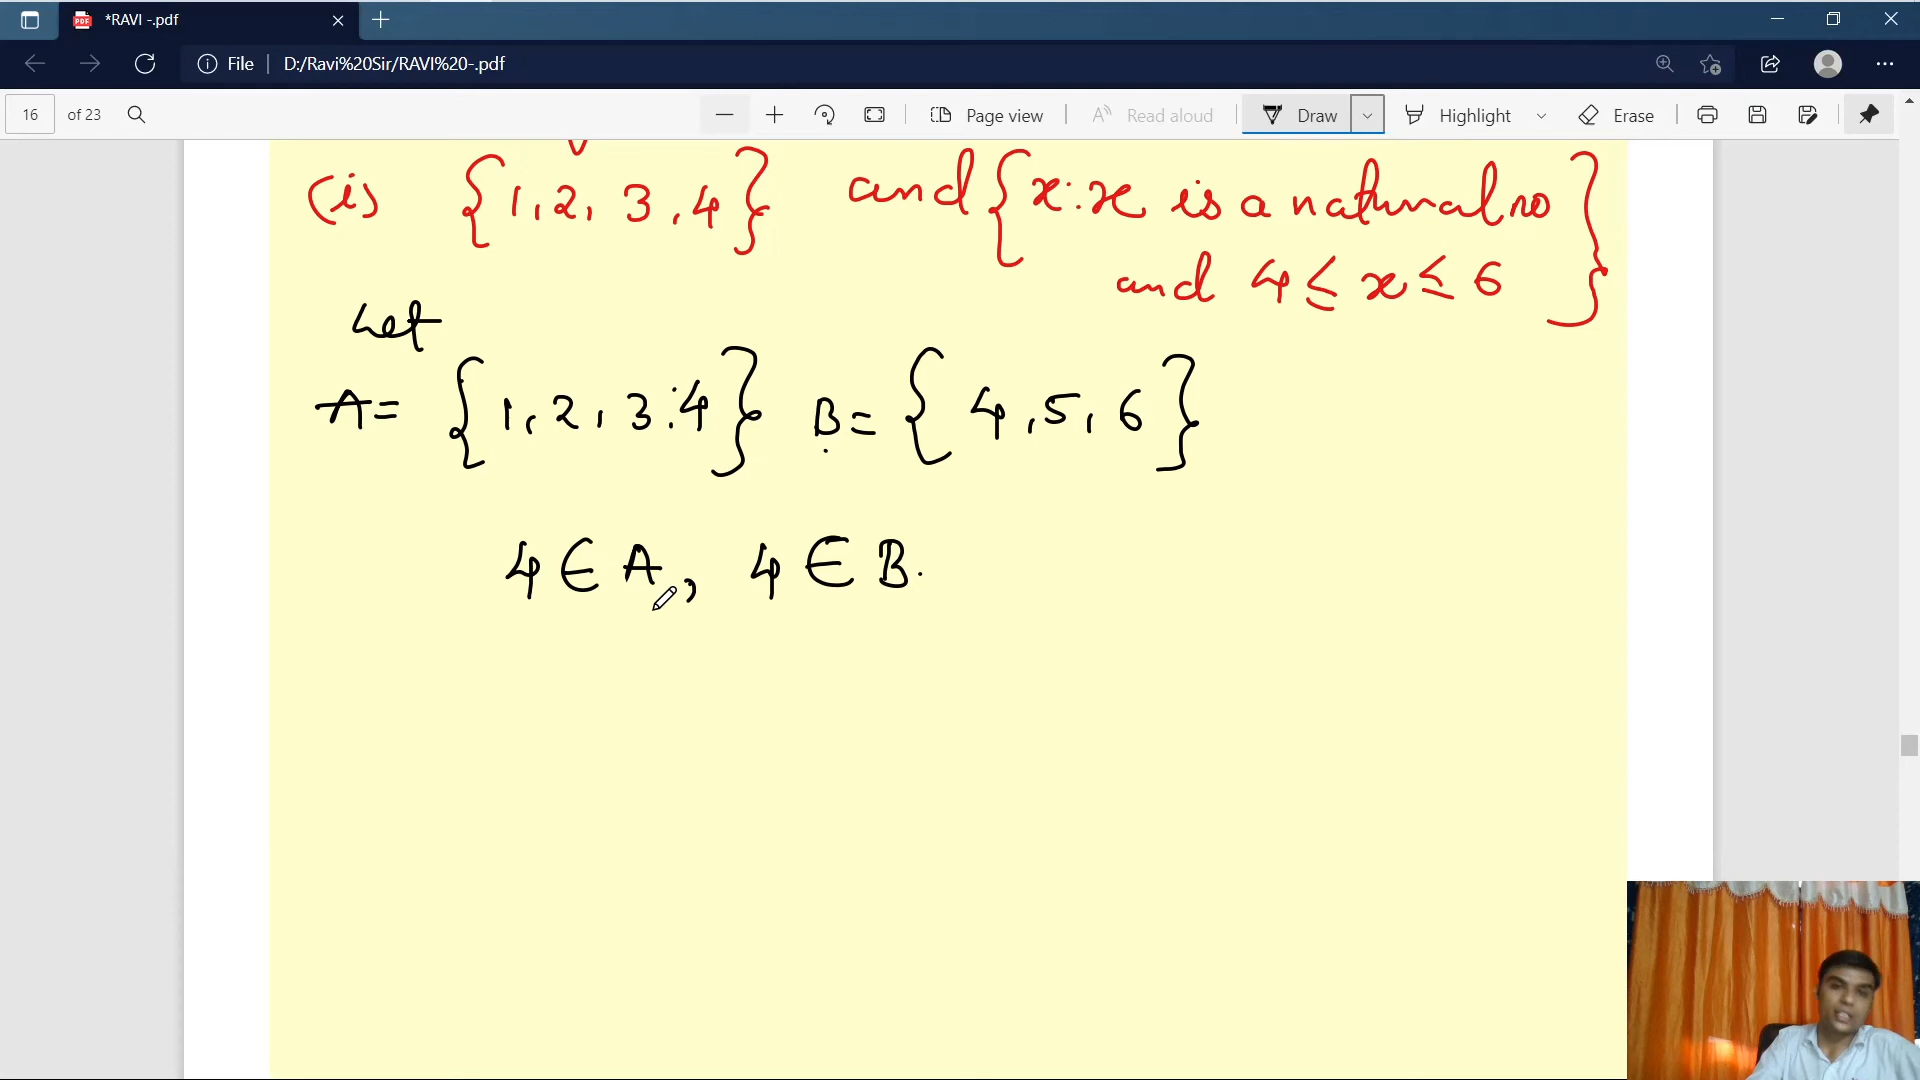 *RAVI -.pdf
File D:/Ravi%20Sir/RAVI%20-.pdf
16 of 23 Page view Read aloud Draw Highlight Erase
(is {1, 2, 3, 4} and {x : x is a natural no
and 4 ≤ x ≤ 6}
Let
A = {1, 2, 3, 4} B = {4, 5, 6}
4 ∈ A, 4 ∈ B.